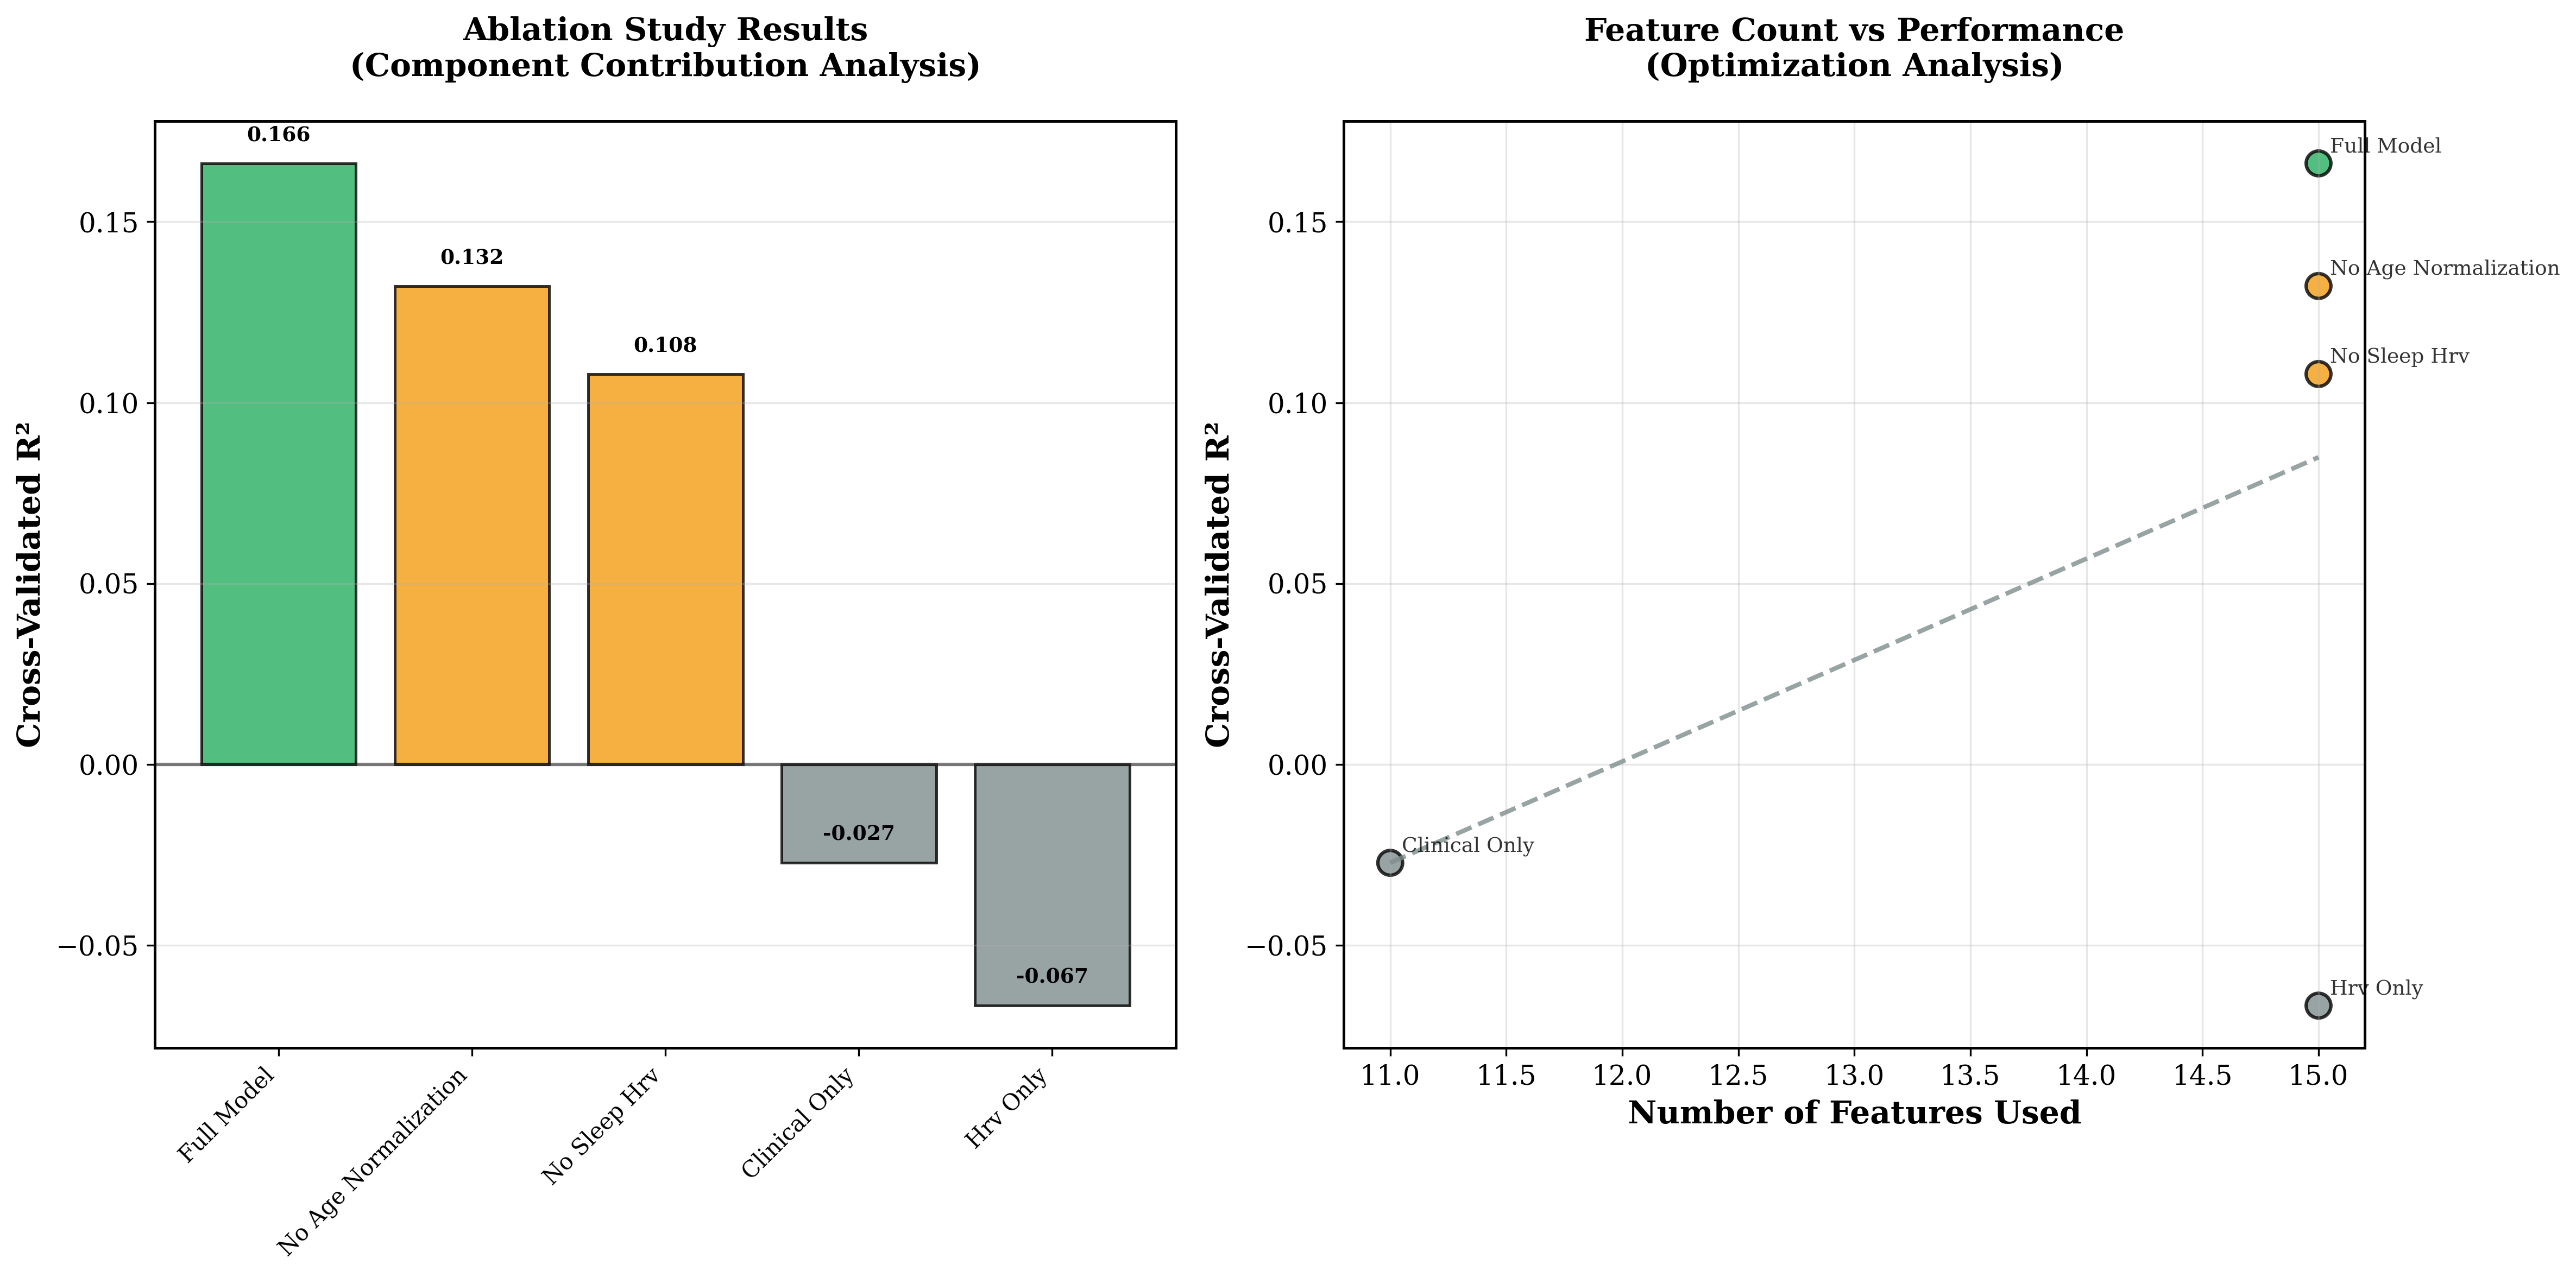 Ablation Study Results
(Component Contribution Analysis)
Cross-Validated R²
0.15
0.10
0.05
0.00
−0.05
0.166
0.132
0.108
-0.027
-0.067
Full Model
No Age Normalization
No Sleep Hrv
Clinical Only
Hrv Only
Feature Count vs Performance
(Optimization Analysis)
Cross-Validated R²
0.15
0.10
0.05
0.00
−0.05
Full Model
No Age Normalization
No Sleep Hrv
Clinical Only
Hrv Only
11.0 11.5 12.0 12.5 13.0 13.5 14.0 14.5 15.0
Number of Features Used